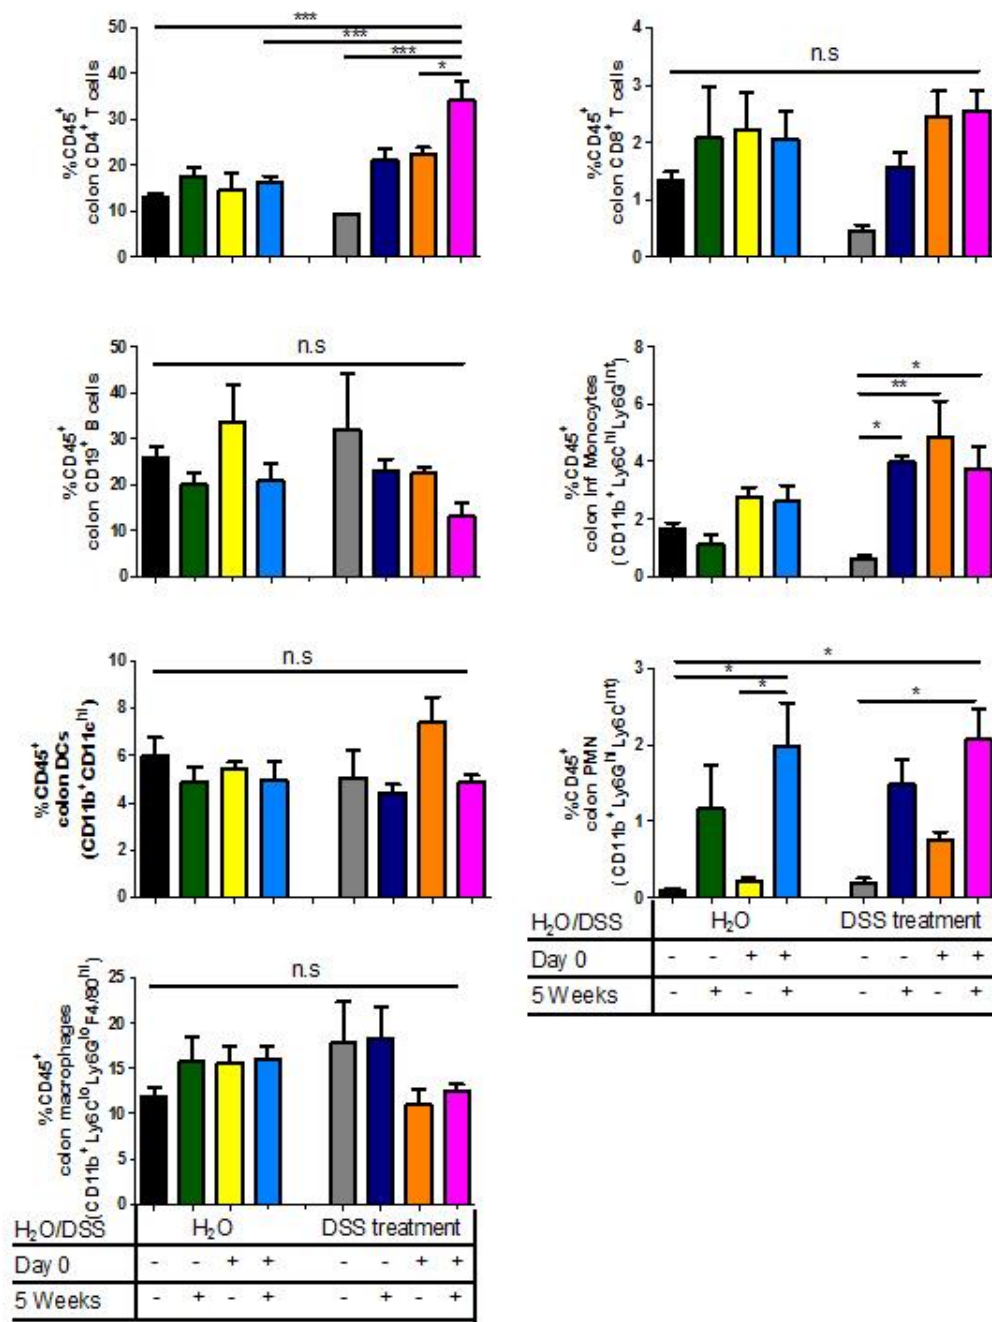 %CD45⁺
colon CD4⁺ T cells
50
40
30
20
10
0
***
***
***
*
%CD45⁺
colon CD8⁺ T cells
4
3
2
1
0
n.s
%CD45⁺
colon CD19⁺ B cells
50
40
30
20
10
0
n.s
%CD45⁺
colon Inf Monocytes
(CD11b⁺Ly6CʰⁱLy6Gᴵⁿᵗ)
8
6
4
2
0
*
**
*
%CD45⁺
colon DCs
(CD11b⁺CD11cʰⁱ)
10
8
6
4
2
0
n.s
%CD45⁺
colon PMN
(CD11b⁺Ly6GʰⁱLy6Cᴵⁿᵗ)
3
2
1
0
*
*
*
*
H₂O/DSS H₂O DSS treatment
Day 0 - - + + - - + +
5 Weeks - + - + - + - +
%CD45⁺
colon macrophages
(CD11b⁺Ly6CˡᵒLy6GˡᵒF4/80ʰⁱ)
25
20
15
10
5
0
n.s
H₂O/DSS H₂O DSS treatment
Day 0 - - + + - - + +
5 Weeks - + - + - + - +